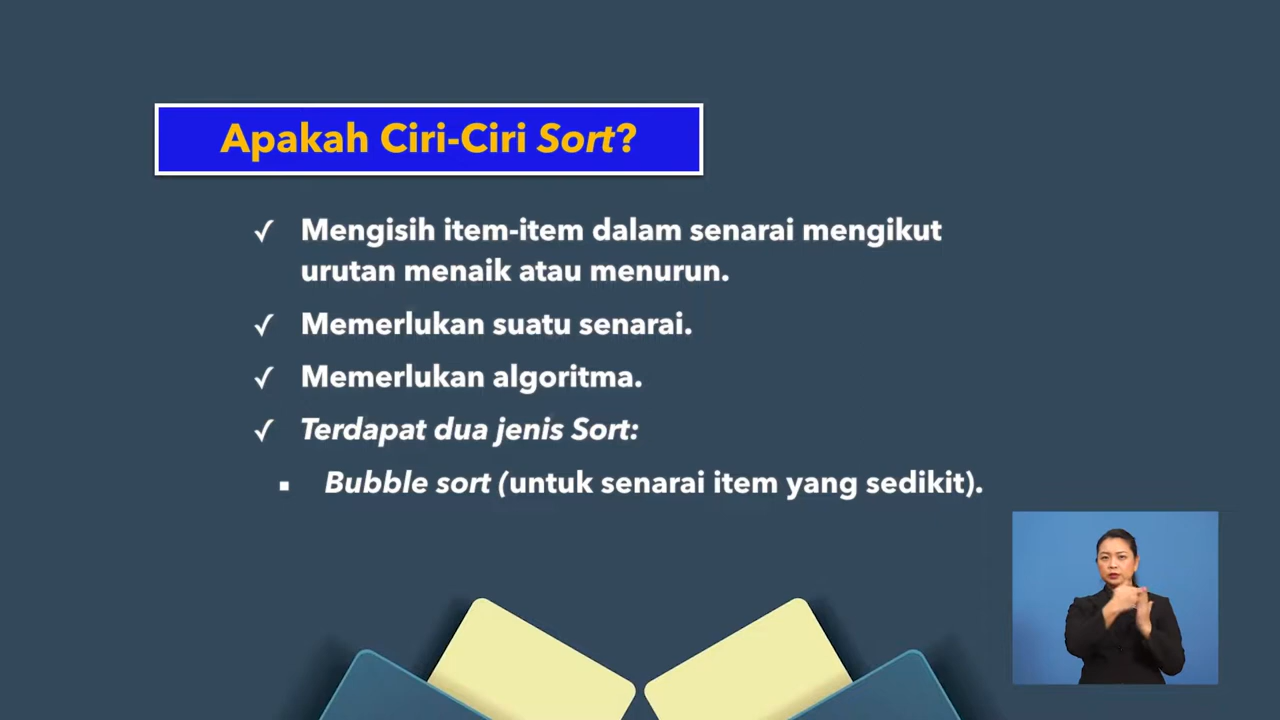 Apakah Ciri-Ciri Sort?
✓ Mengisih item-item dalam senarai mengikut
urutan menaik atau menurun.
✓ Memerlukan suatu senarai.
✓ Memerlukan algoritma.
✓ Terdapat dua jenis Sort:
▪ Bubble sort (untuk senarai item yang sedikit).